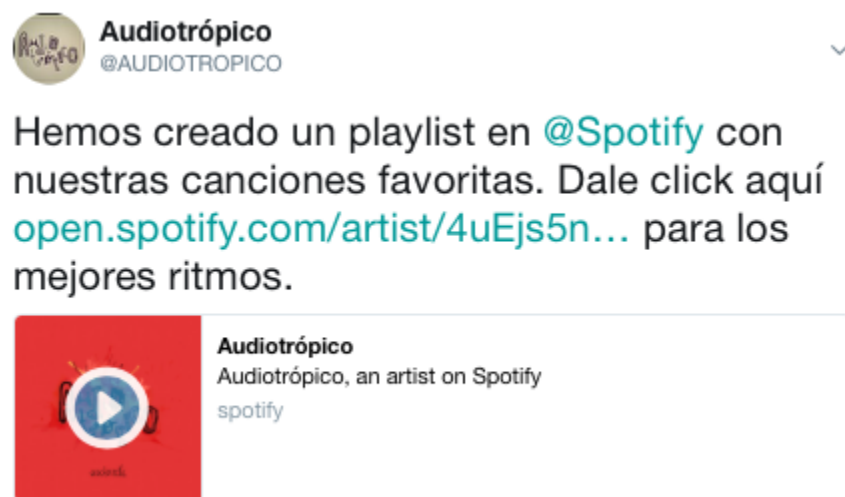 Audiotrópico
@AUDIOTROPICO
Hemos creado un playlist en @Spotify con
nuestras canciones favoritas. Dale click aquí
open.spotify.com/artist/4uEjs5n… para los
mejores ritmos.
Audiotrópico
Audiotrópico, an artist on Spotify
spotify